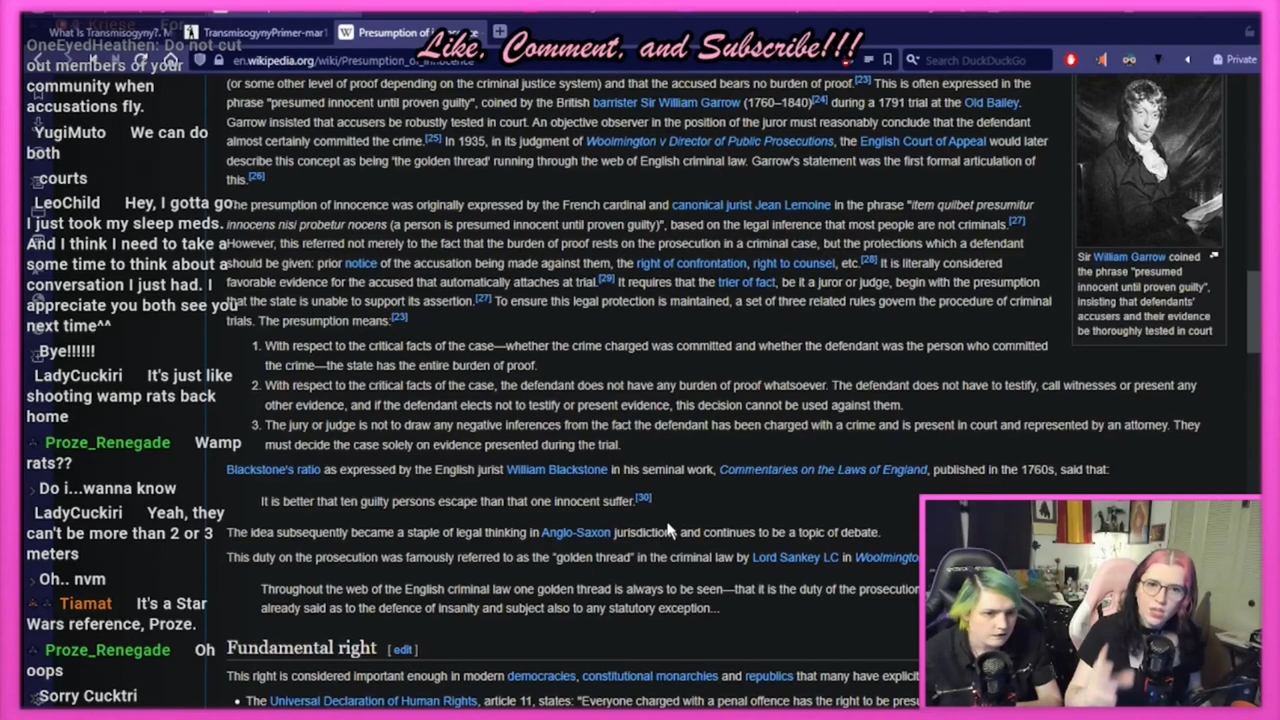 Kriese For
What Is Transmisogyny?. M
TransmisogynyPrimer-mar1
Presumption of innocence
Like, Comment, and Subscribe!!!
en.wikipedia.org/wiki/Presumption_of_innocence
Search DuckDuckGo
Private
OneEyedHeathen: Do not cut
out members of your
community when
accusations fly.
YugiMuto We can do
both
courts
LeoChild Hey, I gotta go.
I just took my sleep meds.
And I think I need to take a
some time to think about a
conversation I just had. I
appreciate you both see you
next time^^
Bye!!!!!!
LadyCuckiri It's just like
shooting wamp rats back
home
Proze_Renegade Wamp
rats??
Do i...wanna know
LadyCuckiri Yeah, they
can't be more than 2 or 3
meters
Oh.. nvm
Tiamat It's a Star
Wars reference, Proze.
Proze_Renegade Oh
oops
Sorry Cucktri
(or some other level of proof depending on the criminal justice system) and that the accused bears no burden of proof.[23] This is often expressed in the
phrase "presumed innocent until proven guilty", coined by the British barrister Sir William Garrow (1760–1840)[24] during a 1791 trial at the Old Bailey.
Garrow insisted that accusers be robustly tested in court. An objective observer in the position of the juror must reasonably conclude that the defendant
almost certainly committed the crime.[25] In 1935, in its judgment of Woolmington v Director of Public Prosecutions, the English Court of Appeal would later
describe this concept as being 'the golden thread' running through the web of English criminal law. Garrow's statement was the first formal articulation of
this.[26]
The presumption of innocence was originally expressed by the French cardinal and canonical jurist Jean Lemoine in the phrase "item quilbet presumitur
innocens nisi probetur nocens (a person is presumed innocent until proven guilty)", based on the legal inference that most people are not criminals.[27]
However, this referred not merely to the fact that the burden of proof rests on the prosecution in a criminal case, but the protections which a defendant
should be given: prior notice of the accusation being made against them, the right of confrontation, right to counsel, etc.[28] It is literally considered
favorable evidence for the accused that automatically attaches at trial.[29] It requires that the trier of fact, be it a juror or judge, begin with the presumption
that the state is unable to support its assertion.[27] To ensure this legal protection is maintained, a set of three related rules govern the procedure of criminal
trials. The presumption means:[23]
1. With respect to the critical facts of the case—whether the crime charged was committed and whether the defendant was the person who committed
the crime—the state has the entire burden of proof.
2. With respect to the critical facts of the case, the defendant does not have any burden of proof whatsoever. The defendant does not have to testify, call witnesses or present any
other evidence, and if the defendant elects not to testify or present evidence, this decision cannot be used against them.
3. The jury or judge is not to draw any negative inferences from the fact the defendant has been charged with a crime and is present in court and represented by an attorney. They
must decide the case solely on evidence presented during the trial.
Blackstone's ratio as expressed by the English jurist William Blackstone in his seminal work, Commentaries on the Laws of England, published in the 1760s, said that:
It is better that ten guilty persons escape than that one innocent suffer.[30]
The idea subsequently became a staple of legal thinking in Anglo-Saxon jurisdictions and continues to be a topic of debate.
This duty on the prosecution was famously referred to as the "golden thread" in the criminal law by Lord Sankey LC in Woolmingto
Throughout the web of the English criminal law one golden thread is always to be seen—that it is the duty of the prosecution
already said as to the defence of insanity and subject also to any statutory exception...
Fundamental right [ edit ]
This right is considered important enough in modern democracies, constitutional monarchies and republics that many have explicit
• The Universal Declaration of Human Rights, article 11, states: "Everyone charged with a penal offence has the right to be presu
Sir William Garrow coined
the phrase "presumed
innocent until proven guilty",
insisting that defendants'
accusers and their evidence
be thoroughly tested in court